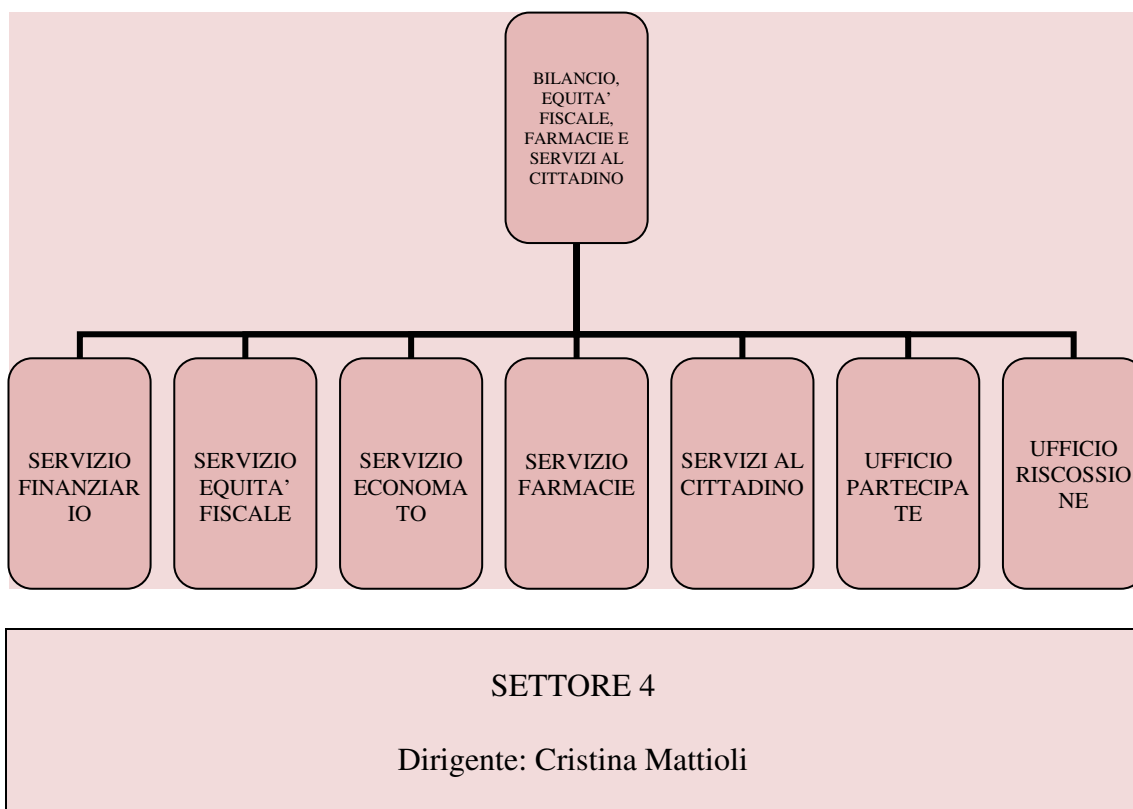 BILANCIO,
EQUITA’
FISCALE,
FARMACIE E
SERVIZI AL
CITTADINO
SERVIZIO
FINANZIAR
IO
SERVIZIO
EQUITA’
FISCALE
SERVIZIO
ECONOMA
TO
SERVIZIO
FARMACIE
SERVIZI AL
CITTADINO
UFFICIO
PARTECIPA
TE
UFFICIO
RISCOSSIO
NE
SETTORE 4
Dirigente: Cristina Mattioli